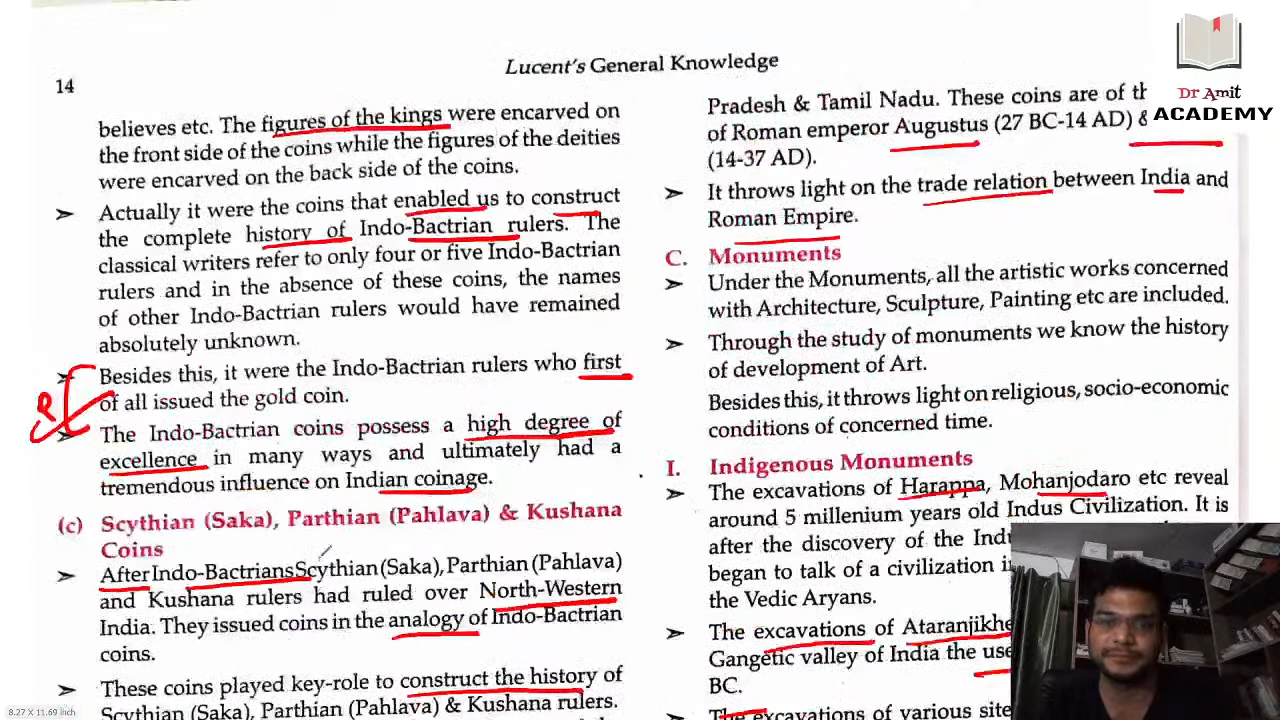 Lucent's General Knowledge
14
believes etc. The figures of the kings were encarved on
the front side of the coins while the figures of the deities
were encarved on the back side of the coins.
➤ Actually it were the coins that enabled us to construct
the complete history of Indo-Bactrian rulers. The
classical writers refer to only four or five Indo-Bactrian
rulers and in the absence of these coins, the names
of other Indo-Bactrian rulers would have remained
absolutely unknown.
➤ Besides this, it were the Indo-Bactrian rulers who first
of all issued the gold coin.
➤ The Indo-Bactrian coins possess a high degree of
excellence in many ways and ultimately had a
tremendous influence on Indian coinage.
(c) Scythian (Saka), Parthian (Pahlava) & Kushana
Coins
➤ After Indo-Bactrians Scythian (Saka), Parthian (Pahlava)
and Kushana rulers had ruled over North-Western
India. They issued coins in the analogy of Indo-Bactrian
coins.
➤ These coins played key-role to construct the history of
Scythian (Saka), Parthian (Pahlava) & Kushana rulers.
Pradesh & Tamil Nadu. These coins are of
of Roman emperor Augustus (27 BC-14 AD) &
(14-37 AD).
➤ It throws light on the trade relation between India and
Roman Empire.
C. Monuments
➤ Under the Monuments, all the artistic works concerned
with Architecture, Sculpture, Painting etc are included.
➤ Through the study of monuments we know the history
of development of Art.
Besides this, it throws light on religious, socio-economic
conditions of concerned time.
I. Indigenous Monuments
➤ The excavations of Harappa, Mohanjodaro etc reveal
around 5 millenium years old Indus Civilization. It is
after the discovery of the
began to talk of a civilization
the Vedic Aryans.
➤ The excavations of
Gangetic valley of India the
BC.
➤ The excavations of various
Dr Amit
ACADEMY
8.27 X 11.69 inch